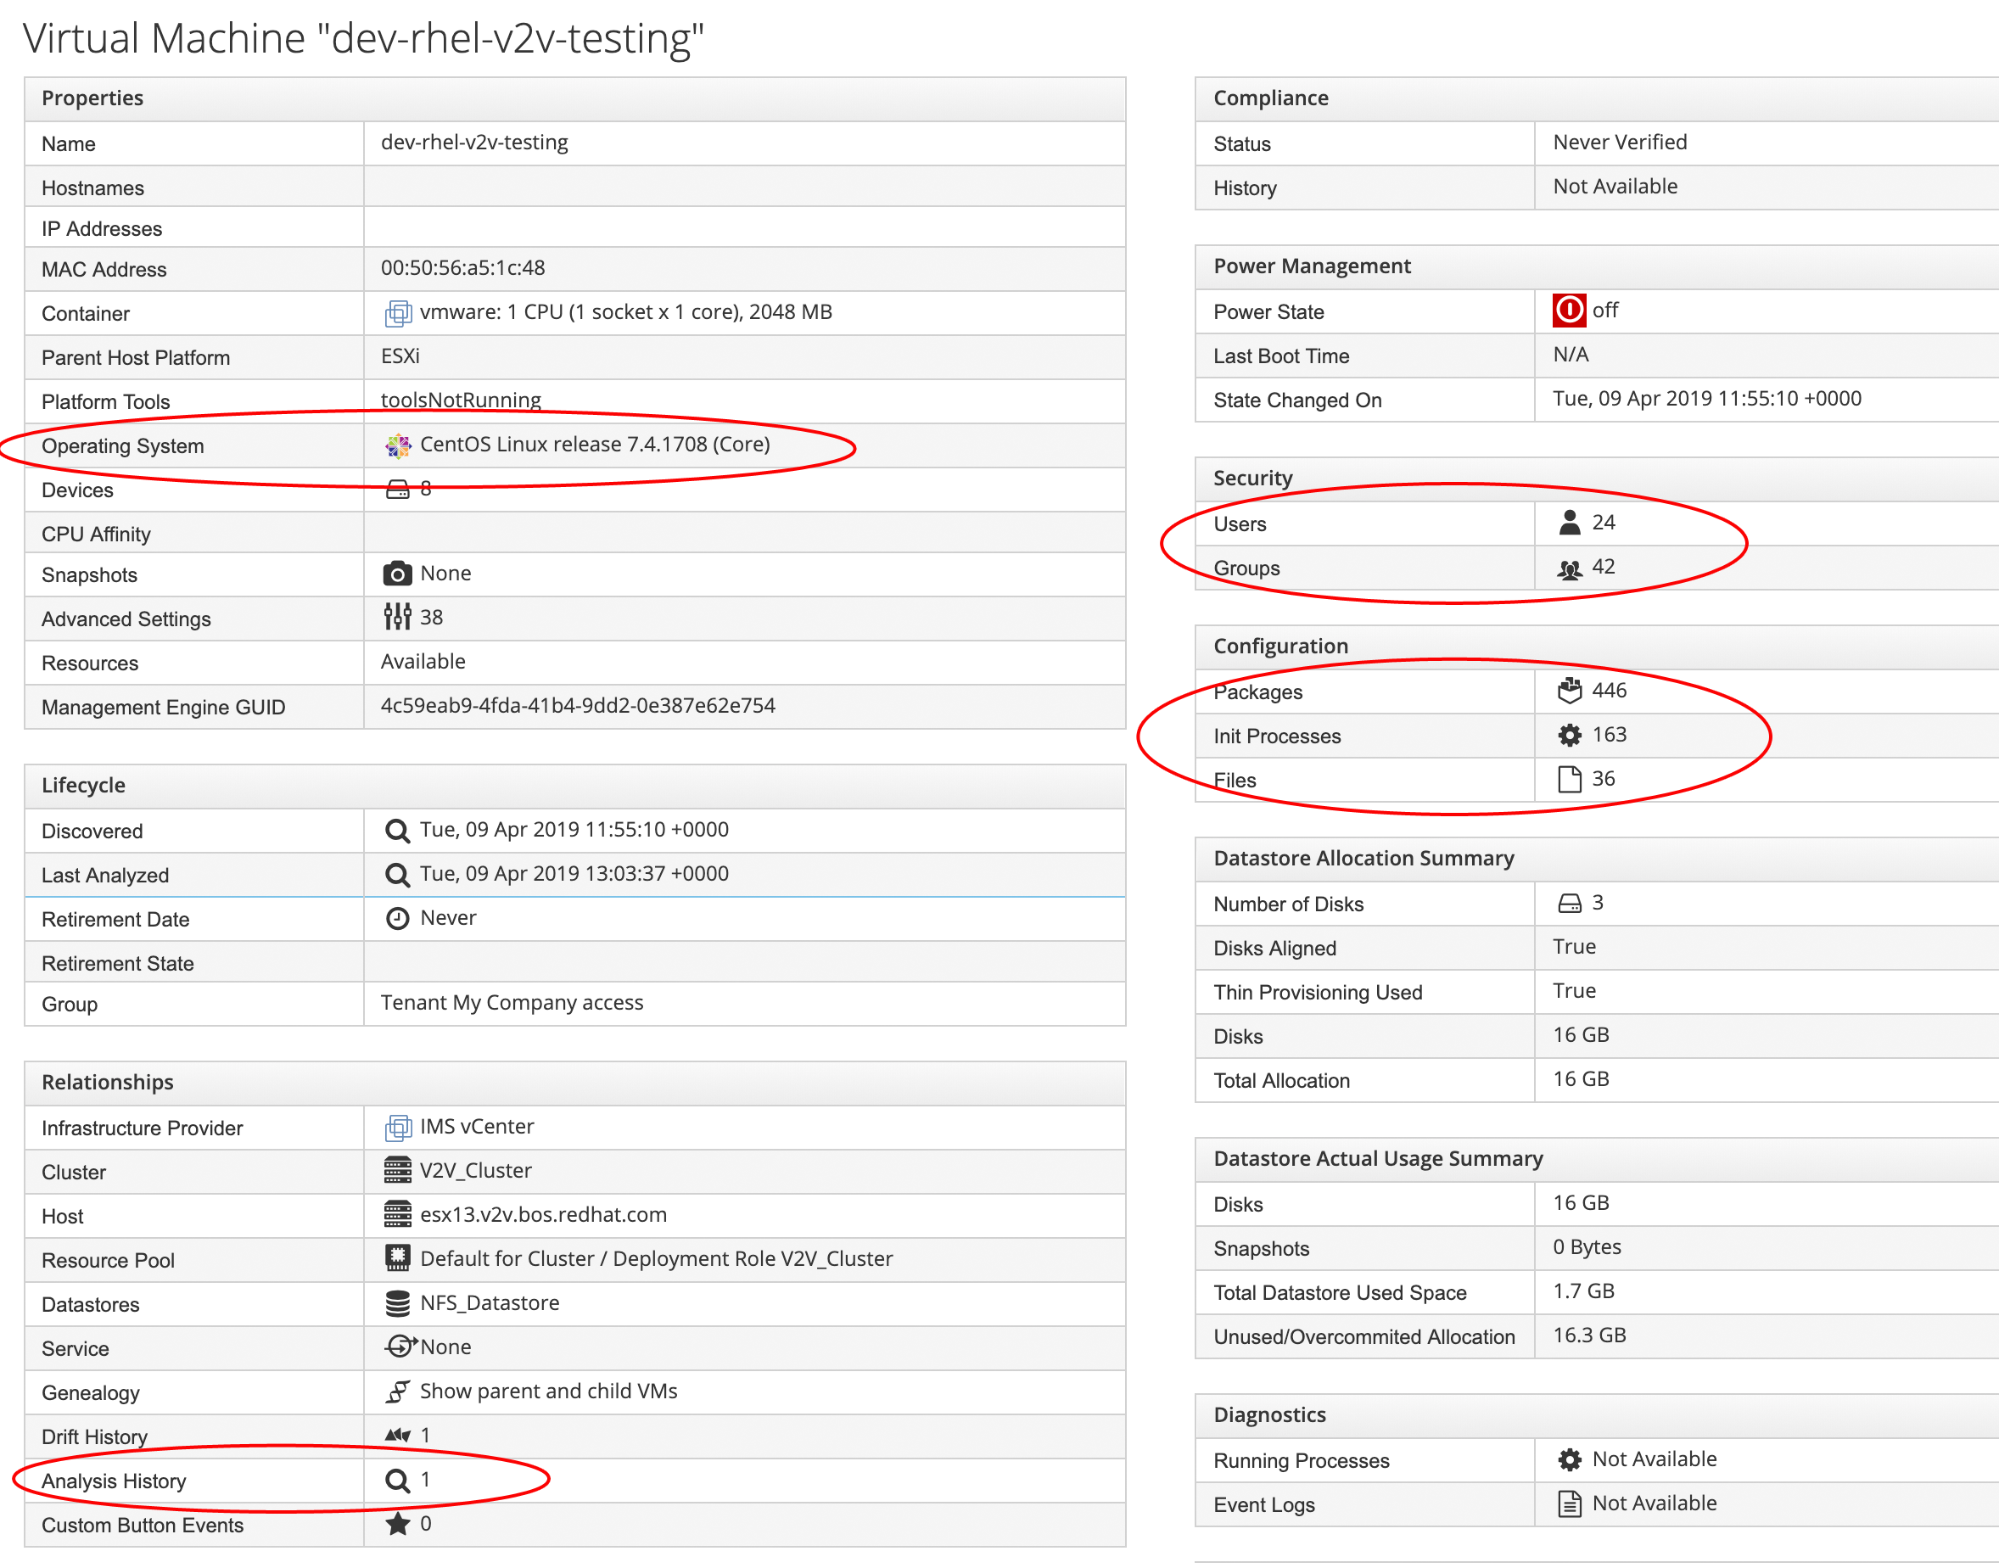 Virtual Machine "dev-rhel-v2v-testing"
Properties
Name dev-rhel-v2v-testing
Hostnames
IP Addresses
MAC Address 00:50:56:a5:1c:48
Container vmware: 1 CPU (1 socket x 1 core), 2048 MB
Parent Host Platform ESXi
Platform Tools toolsNotRunning
Operating System CentOS Linux release 7.4.1708 (Core)
Devices 8
CPU Affinity
Snapshots None
Advanced Settings 38
Resources Available
Management Engine GUID 4c59eab9-4fda-41b4-9dd2-0e387e62e754
Lifecycle
Discovered Tue, 09 Apr 2019 11:55:10 +0000
Last Analyzed Tue, 09 Apr 2019 13:03:37 +0000
Retirement Date Never
Retirement State
Group Tenant My Company access
Relationships
Infrastructure Provider IMS vCenter
Cluster V2V_Cluster
Host esx13.v2v.bos.redhat.com
Resource Pool Default for Cluster / Deployment Role V2V_Cluster
Datastores NFS_Datastore
Service None
Genealogy Show parent and child VMs
Drift History 1
Analysis History 1
Custom Button Events 0
Compliance
Status Never Verified
History Not Available
Power Management
Power State off
Last Boot Time N/A
State Changed On Tue, 09 Apr 2019 11:55:10 +0000
Security
Users 24
Groups 42
Configuration
Packages 446
Init Processes 163
Files 36
Datastore Allocation Summary
Number of Disks 3
Disks Aligned True
Thin Provisioning Used True
Disks 16 GB
Total Allocation 16 GB
Datastore Actual Usage Summary
Disks 16 GB
Snapshots 0 Bytes
Total Datastore Used Space 1.7 GB
Unused/Overcommited Allocation 16.3 GB
Diagnostics
Running Processes Not Available
Event Logs Not Available